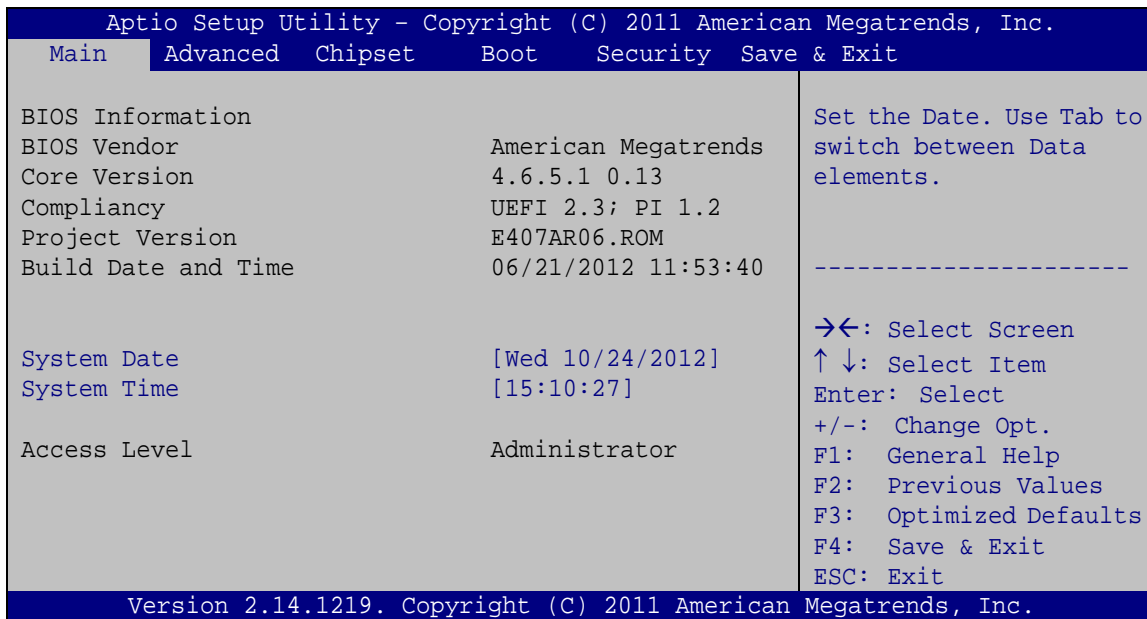 Aptio Setup Utility – Copyright (C) 2011 American Megatrends, Inc.
Main Advanced Chipset Boot Security Save & Exit
BIOS Information
BIOS Vendor American Megatrends
Core Version 4.6.5.1 0.13
Compliancy UEFI 2.3; PI 1.2
Project Version E407AR06.ROM
Build Date and Time 06/21/2012 11:53:40
System Date [Wed 10/24/2012]
System Time [15:10:27]
Access Level Administrator
Set the Date. Use Tab to
switch between Data
elements.
----------------------
→←: Select Screen
↑ ↓: Select Item
Enter: Select
+/-: Change Opt.
F1: General Help
F2: Previous Values
F3: Optimized Defaults
F4: Save & Exit
ESC: Exit
Version 2.14.1219. Copyright (C) 2011 American Megatrends, Inc.